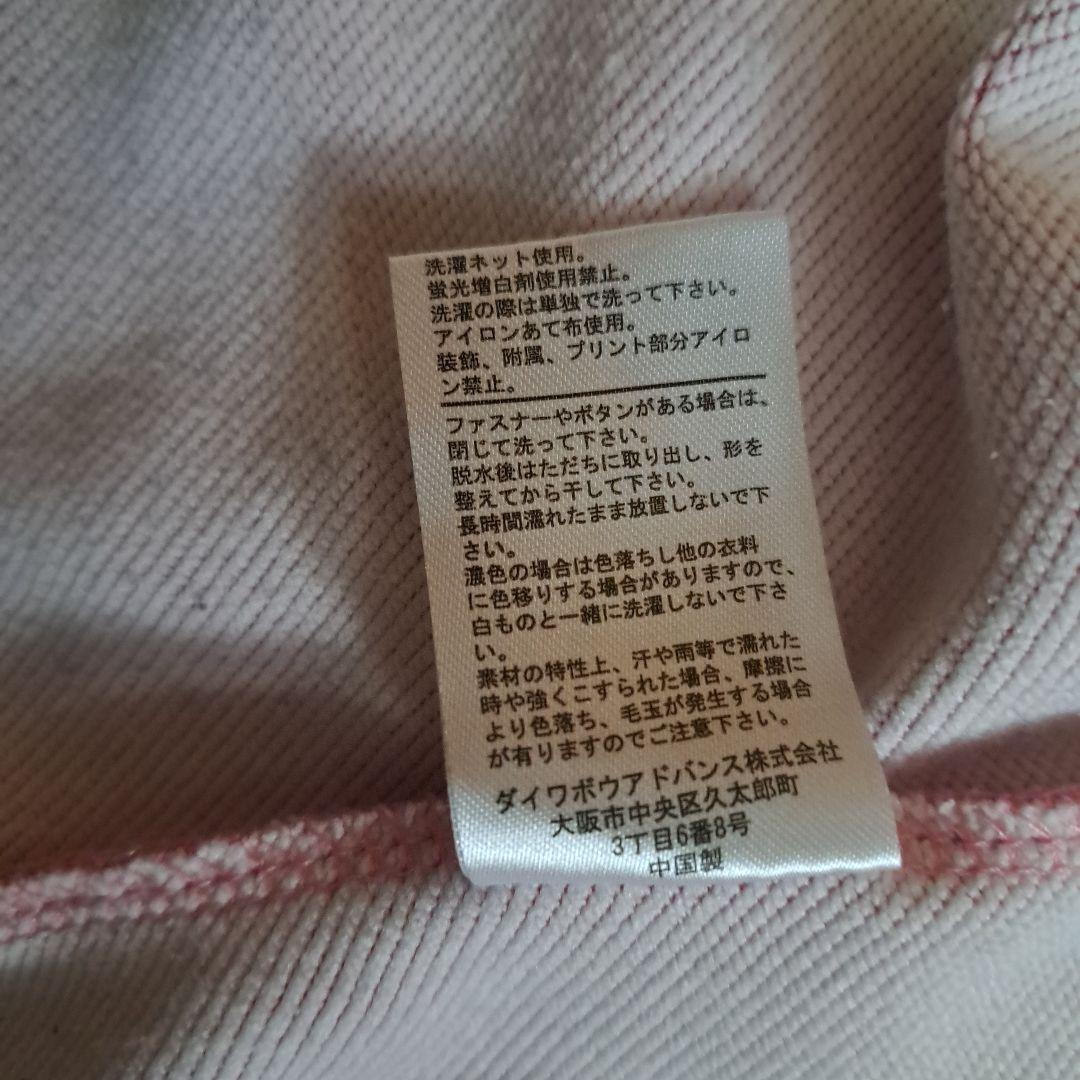 洗濯ネット使用。
蛍光増白剤使用禁止。
洗濯の際は単独で洗って下さい。
アイロンあて布使用。
装飾、附属、プリント部分アイロ
ン禁止。
ファスナーやボタンがある場合は、
閉じて洗って下さい。
脱水後はただちに取り出し、形を
整えてから干して下さい。
長時間濡れたまま放置しないで下
さい。
濃色の場合は色落ちし他の衣料
に色移りする場合がありますので、
白ものと一緒に洗濯しないで下さ
い。
素材の特性上、汗や雨等で濡れた
時や強くこすられた場合、摩擦に
より色落ち、毛玉が発生する場合
が有りますのでご注意下さい。
ダイワボウアドバンス株式会社
大阪市中央区久太郎町
3丁目6番8号
中国製